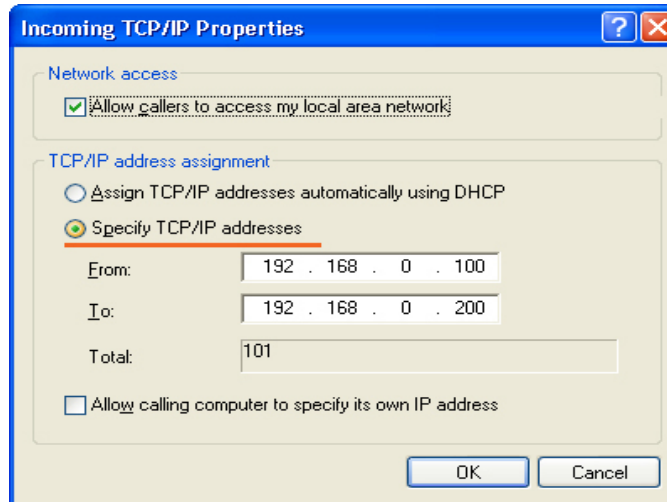 Incoming TCP/IP Properties
Network access
Allow callers to access my local area network
TCP/IP address assignment
Assign TCP/IP addresses automatically using DHCP
Specify TCP/IP addresses
From: 192 . 168 . 0 . 100
To: 192 . 168 . 0 . 200
Total: 101
Allow calling computer to specify its own IP address
OK Cancel